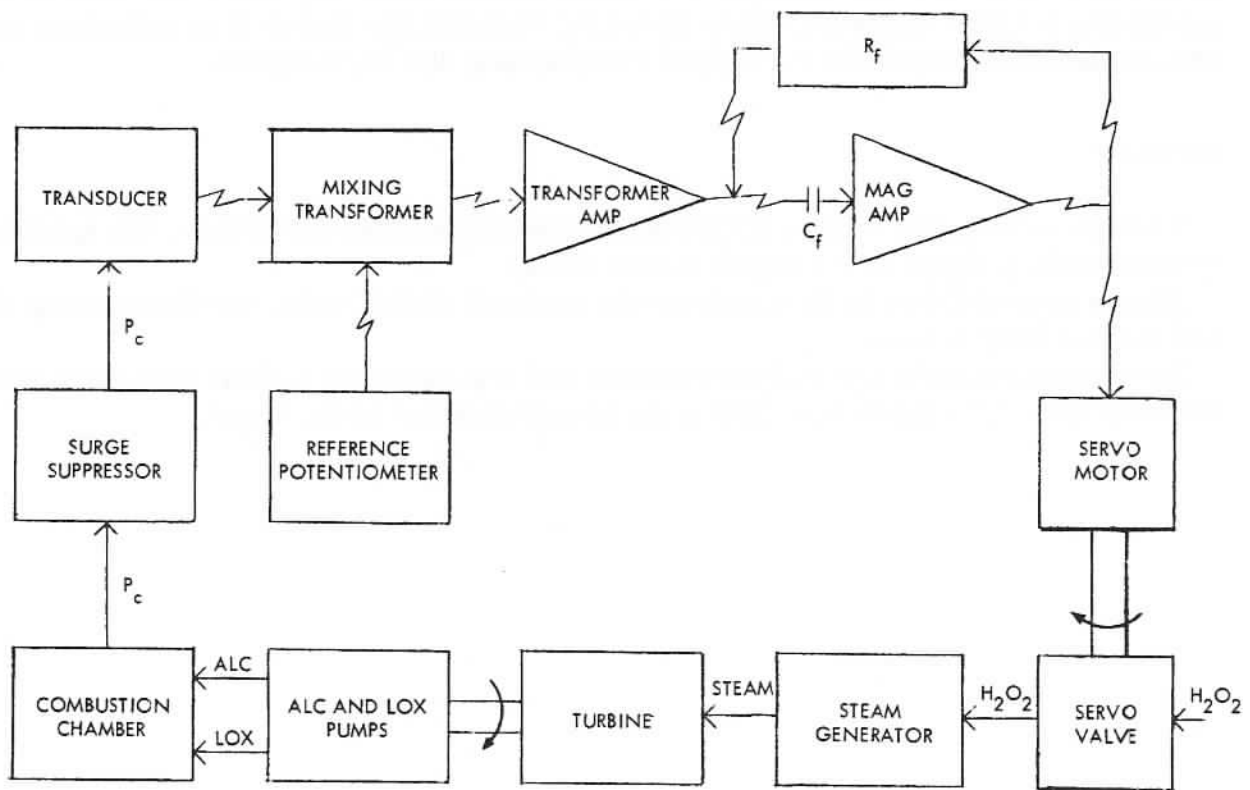 R_f
TRANSDUCER
MIXING
TRANSFORMER
TRANSFORMER
AMP
C_f
MAG
AMP
P_c
SURGE
SUPPRESSOR
REFERENCE
POTENTIOMETER
SERVO
MOTOR
P_c
COMBUSTION
CHAMBER
ALC
LOX
ALC AND LOX
PUMPS
TURBINE
STEAM
STEAM
GENERATOR
H₂O₂
SERVO
VALVE
H₂O₂